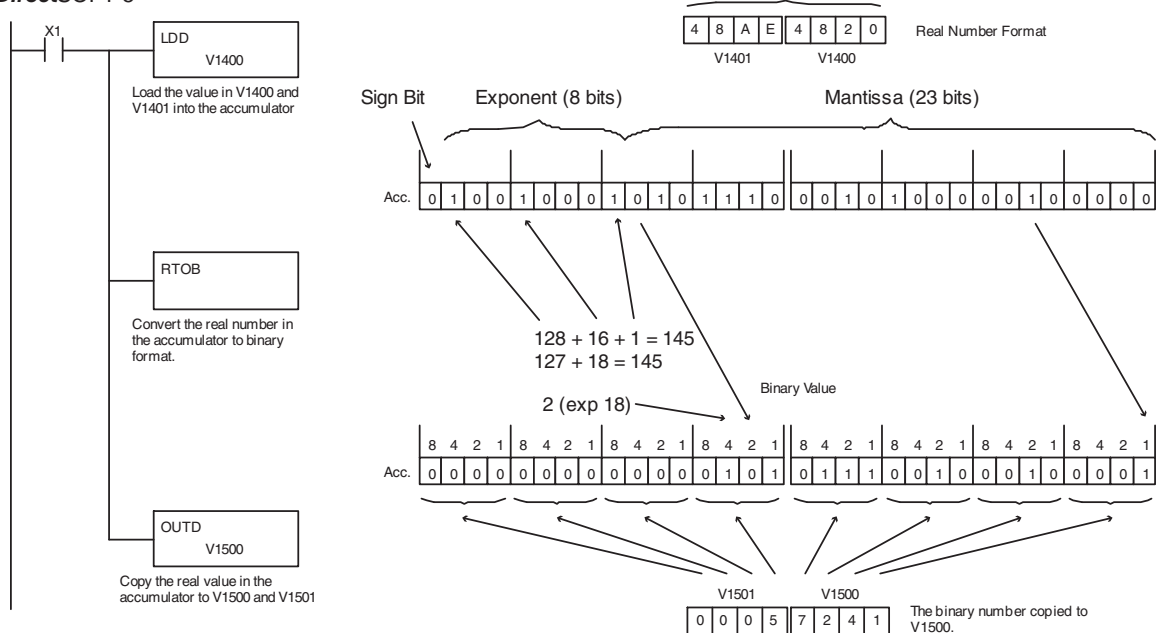 X1
LDD
V1400
Load the value in V1400 and
V1401 into the accumulator
RTOB
Convert the real number in
the accumulator to binary
format.
OUTD
V1500
Copy the real value in the
accumulator to V1500 and V1501
4 8 A E 4 8 2 0 Real Number Format
V1401 V1400
Sign Bit Exponent (8 bits) Mantissa (23 bits)
Acc. 0 1 0 0 1 0 0 0 1 0 1 0 1 1 1 0 0 0 1 0 1 0 0 0 0 0 1 0 0 0 0 0
128 + 16 + 1 = 145
127 + 18 = 145
Binary Value
2 (exp 18)
8 4 2 1 8 4 2 1 8 4 2 1 8 4 2 1 8 4 2 1 8 4 2 1 8 4 2 1 8 4 2 1
Acc. 0 0 0 0 0 0 0 0 0 0 0 0 0 1 0 1 0 1 1 1 0 0 1 0 0 0 1 0 0 0 0 1
V1501 V1500
0 0 0 5 7 2 4 1
The binary number copied to
V1500.